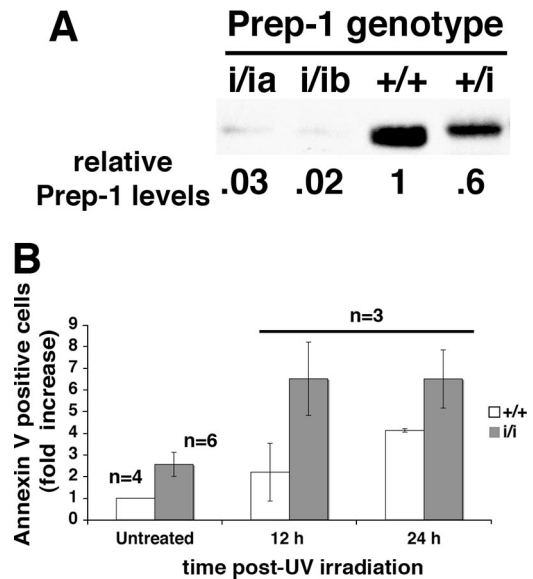 A
Prep-1 genotype
i/ia i/ib +/+ +/i
relative
Prep-1 levels .03 .02 1 .6
B
Annexin V positive cells
(fold increase)
9
8
7
6
5
4
3
2
1
0
n=4
n=6
n=3
+/+
i/i
Untreated 12 h 24 h
time post-UV irradiation